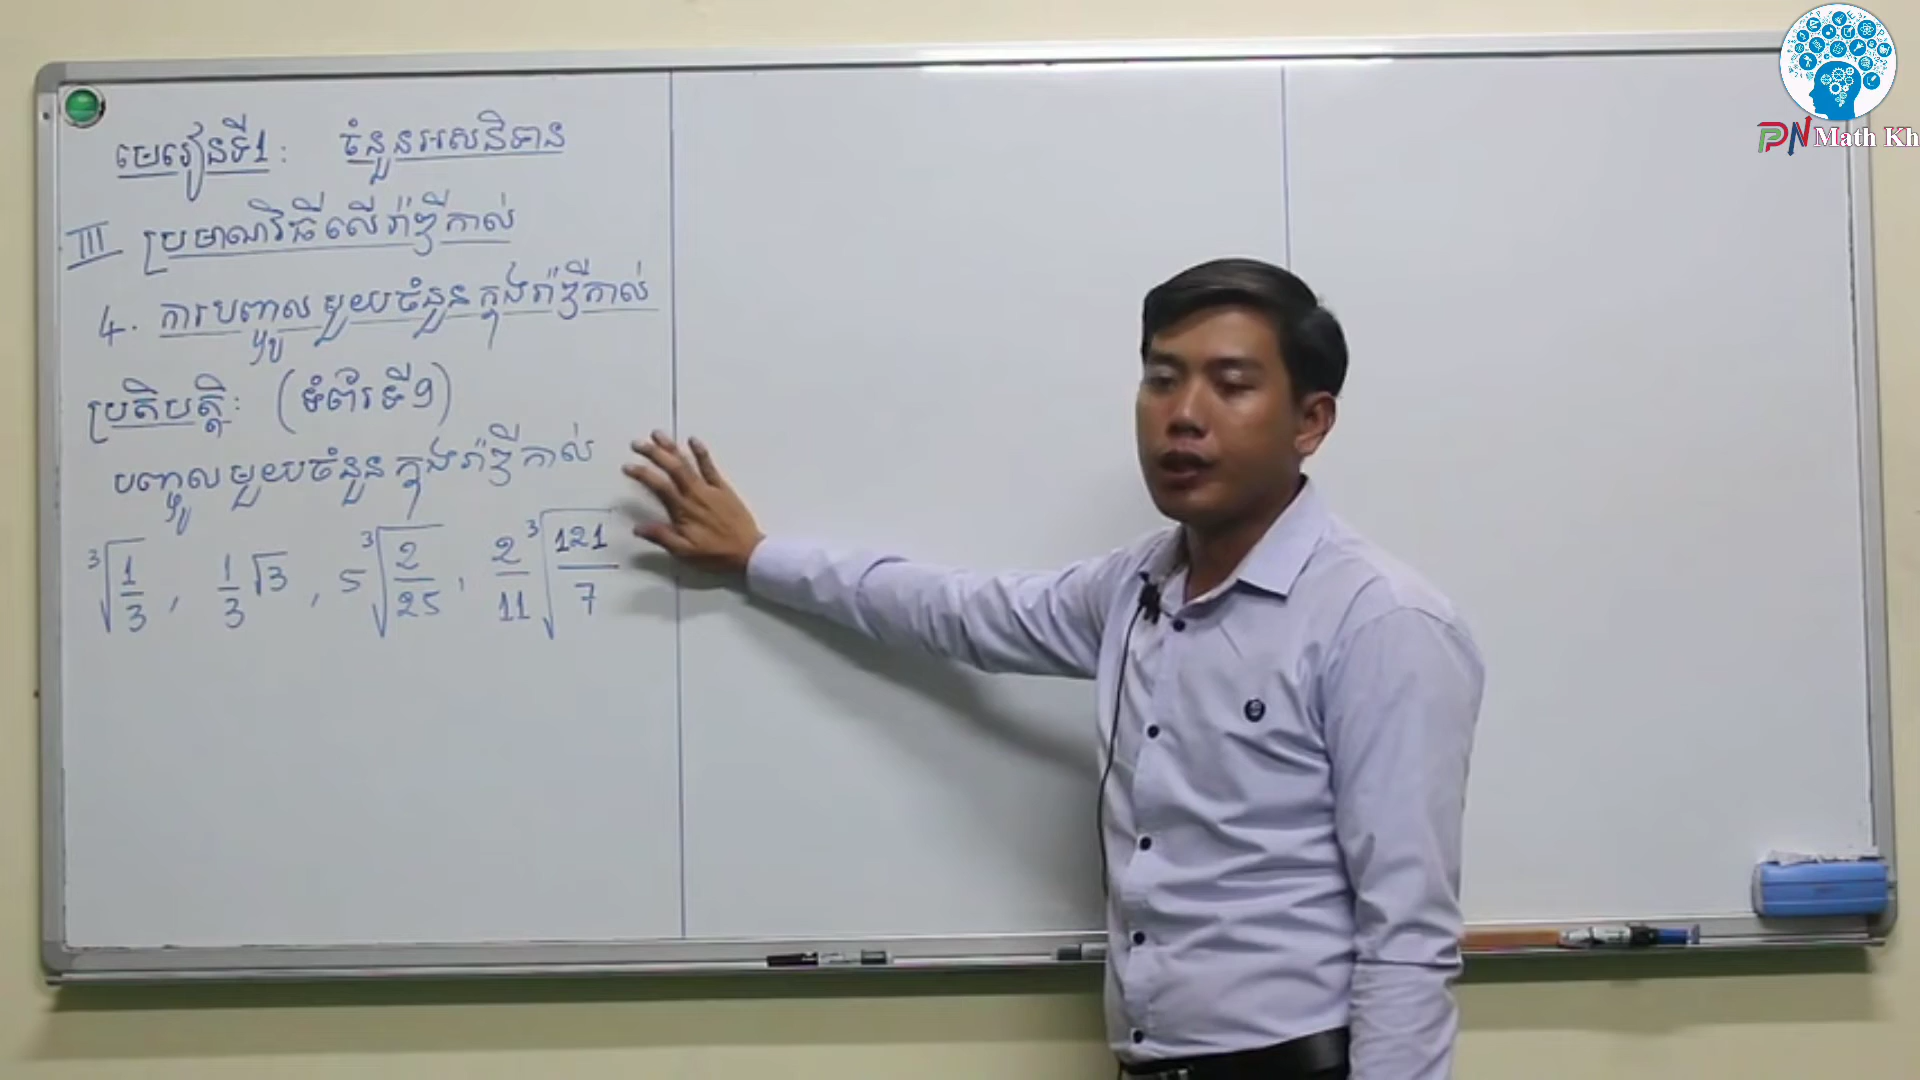 មេរៀនទី1: ចំនួនអសនិទាន
III ប្រមាណវិធីលើរ៉ាឌីកាល់
4. ការបញ្ចូលមួយចំនួនក្នុងរ៉ាឌីកាល់
ប្រតិបត្តិ: (ទំព័រទី9)
បញ្ចូលមួយចំនួនក្នុងរ៉ាឌីកាល់
∛(1/3), 1/3 √3, 5 ∛(2/25), 2/11 ∛(121/7)
PN Math Kh